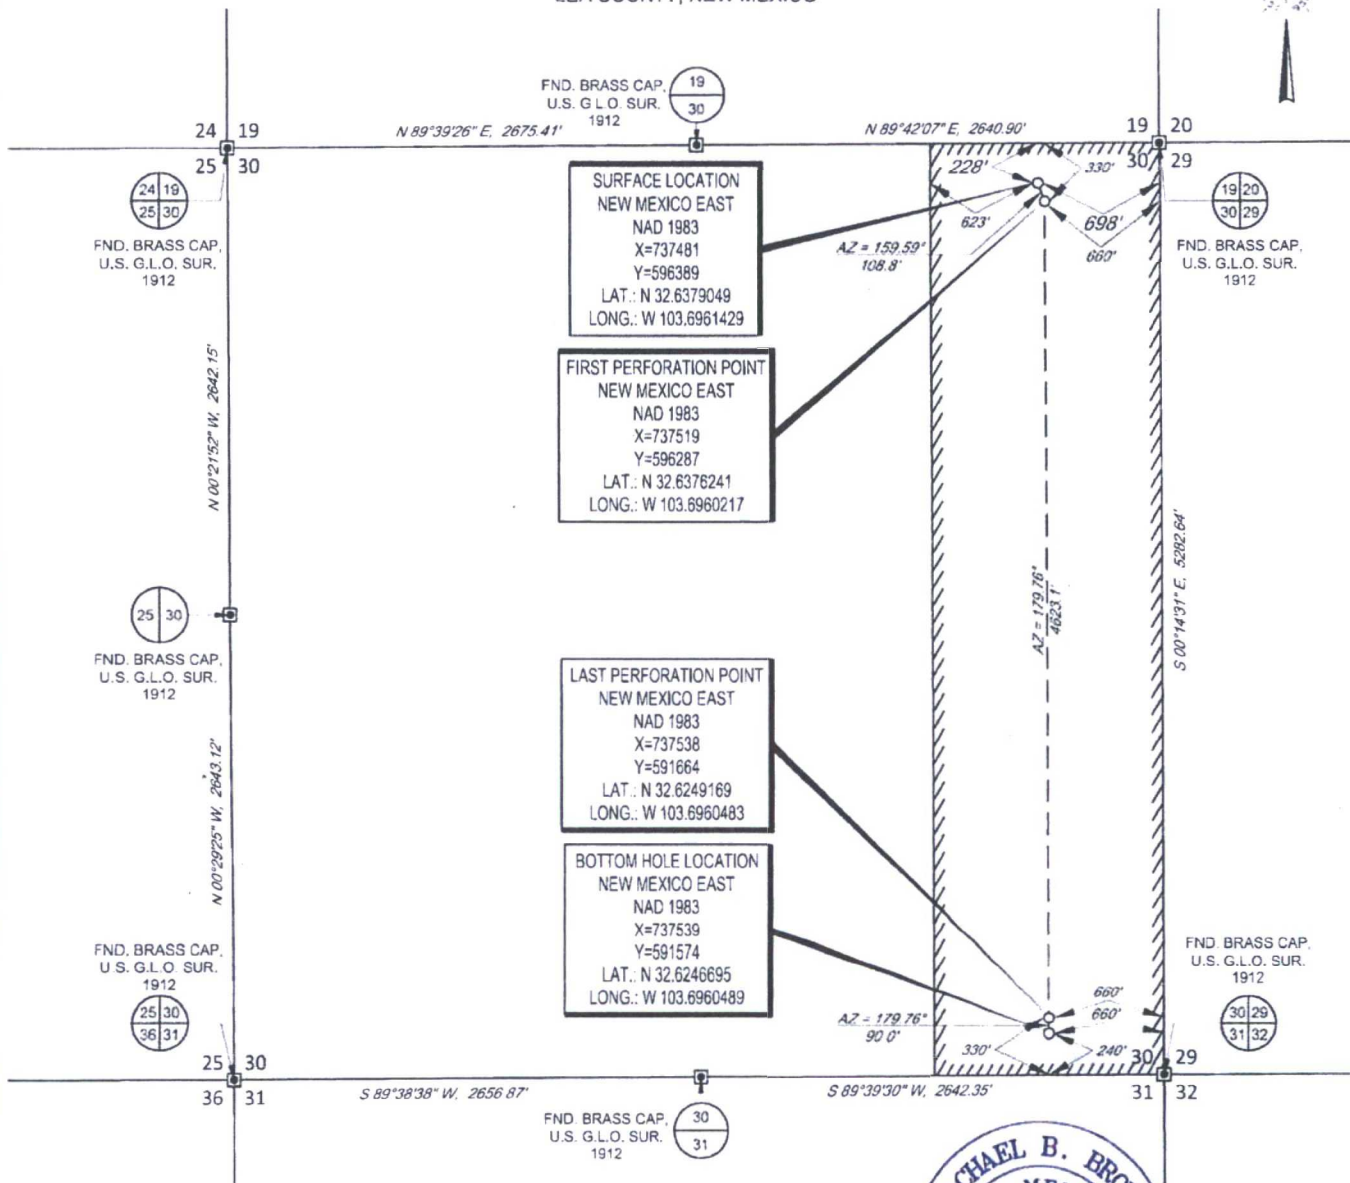 LEA COUNTY, NEW MEXICO
FND. BRASS CAP,
U.S. G.L.O. SUR.
1912
19
30
24 19
25 30
N 89°39'26" E, 2675.41'
N 89°42'07" E, 2640.90'
19 20
30 29
24 19
25 30
FND. BRASS CAP,
U.S. G.L.O. SUR.
1912
SURFACE LOCATION
NEW MEXICO EAST
NAD 1983
X=737481
Y=596389
LAT.: N 32.6379049
LONG.: W 103.6961429
228'
330'
623'
698'
660'
AZ = 159.59°
108.8'
19 20
30 29
FND. BRASS CAP,
U.S. G.L.O. SUR.
1912
FIRST PERFORATION POINT
NEW MEXICO EAST
NAD 1983
X=737519
Y=596287
LAT.: N 32.6376241
LONG.: W 103.6960217
N 00°21'52" W, 2642.15'
AZ = 179.76°
4623.1'
S 00°14'31" E, 5282.64'
25 30
FND. BRASS CAP,
U.S. G.L.O. SUR.
1912
LAST PERFORATION POINT
NEW MEXICO EAST
NAD 1983
X=737538
Y=591664
LAT.: N 32.6249169
LONG.: W 103.6960483
N 00°29'25" W, 2643.12'
BOTTOM HOLE LOCATION
NEW MEXICO EAST
NAD 1983
X=737539
Y=591574
LAT.: N 32.6246695
LONG.: W 103.6960489
FND. BRASS CAP,
U.S. G.L.O. SUR.
1912
25 30
36 31
FND. BRASS CAP,
U.S. G.L.O. SUR.
1912
30 29
31 32
660'
660'
AZ = 179.76°
90.0'
330'
240'
25 30
36 31
30 29
31 32
S 89°38'38" W, 2656.87'
S 89°39'30" W, 2642.35'
FND. BRASS CAP,
U.S. G.L.O. SUR.
1912
30
31
CHAEL B. BRO